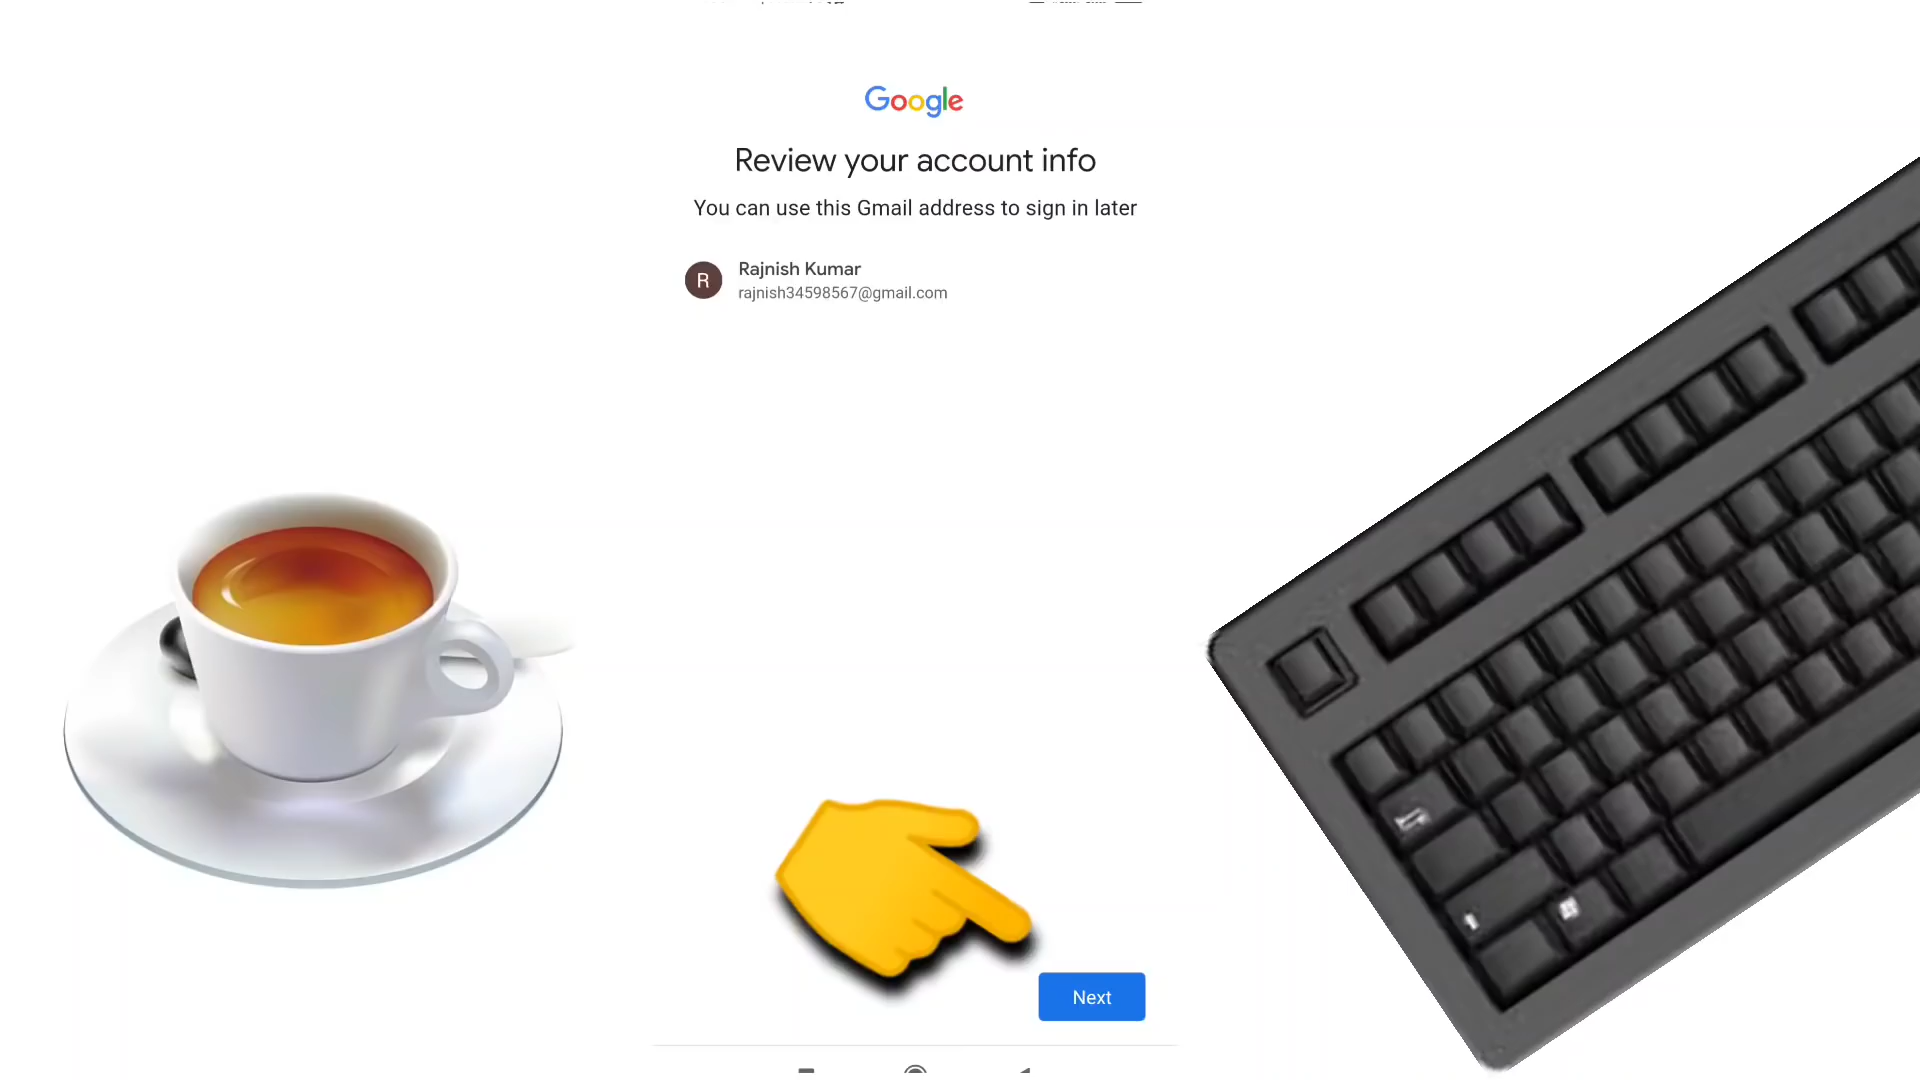 Google
Review your account info
You can use this Gmail address to sign in later
R
Rajnish Kumar
rajnish34598567@gmail.com
Next